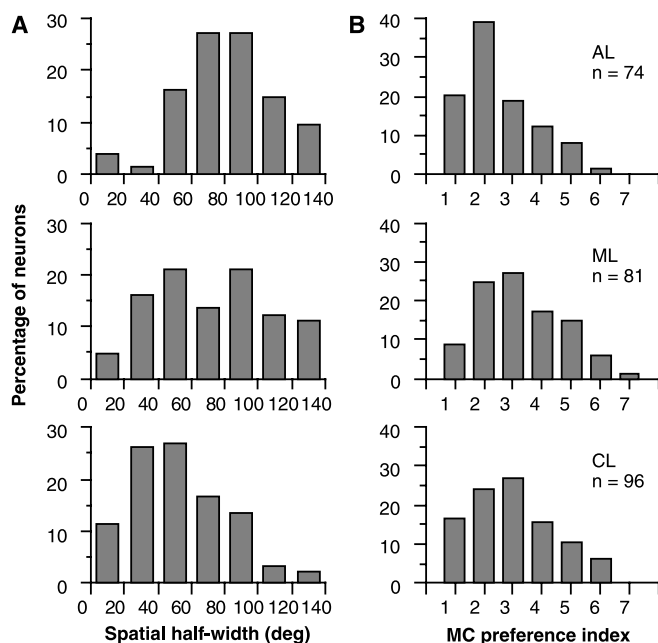 A
B
Percentage of neurons
30
20
10
0
0 20 40 60 80 100 120 140
40
30
20
10
0
1 2 3 4 5 6 7
AL
n = 74
30
20
10
0
0 20 40 60 80 100 120 140
40
30
20
10
0
1 2 3 4 5 6 7
ML
n = 81
30
20
10
0
0 20 40 60 80 100 120 140
Spatial half-width (deg)
40
30
20
10
0
1 2 3 4 5 6 7
CL
n = 96
MC preference index